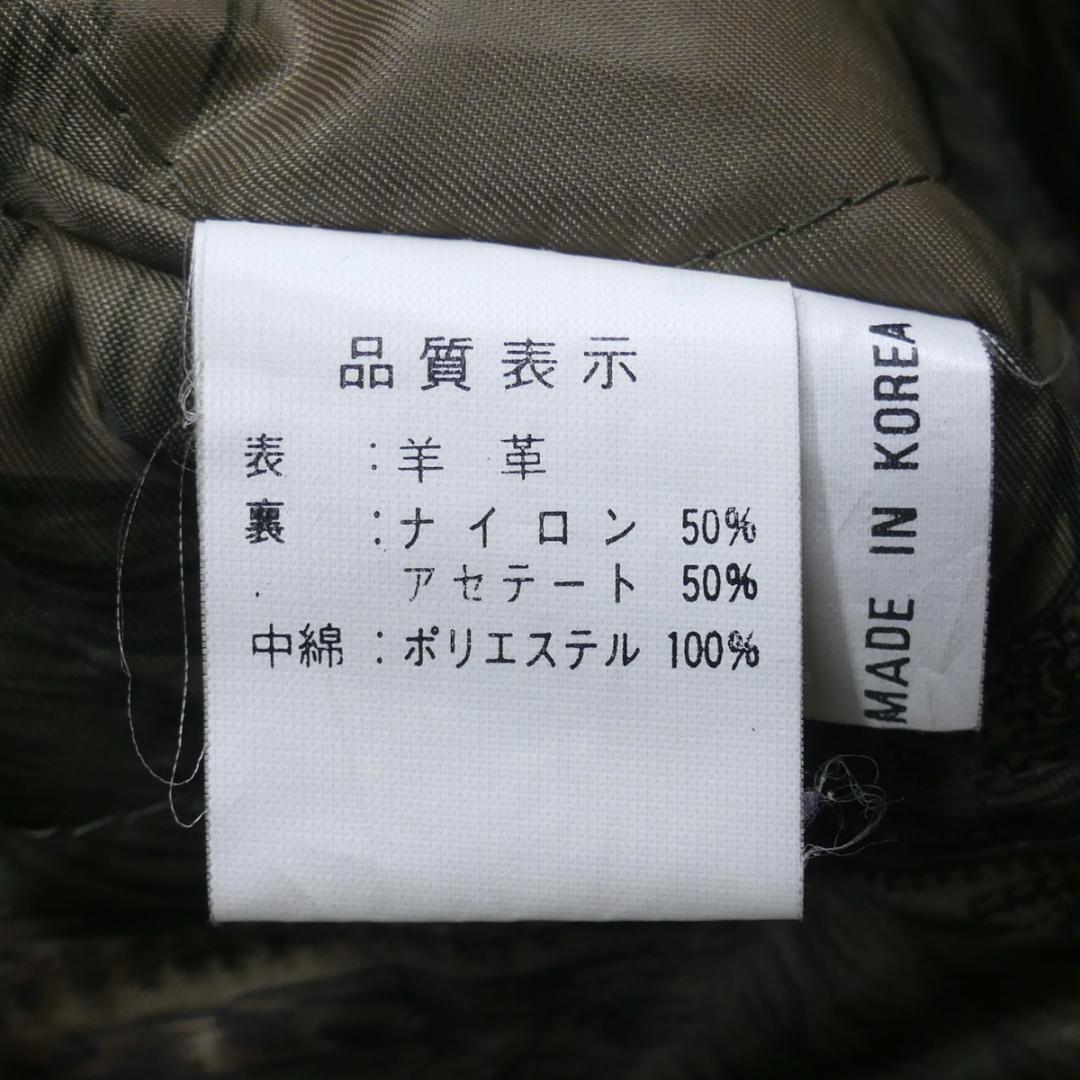 品質表示
表 : 羊 革
裏 : ナイロン 50%
アセテート 50%
中綿 : ポリエステル 100%
MADE IN KOREA